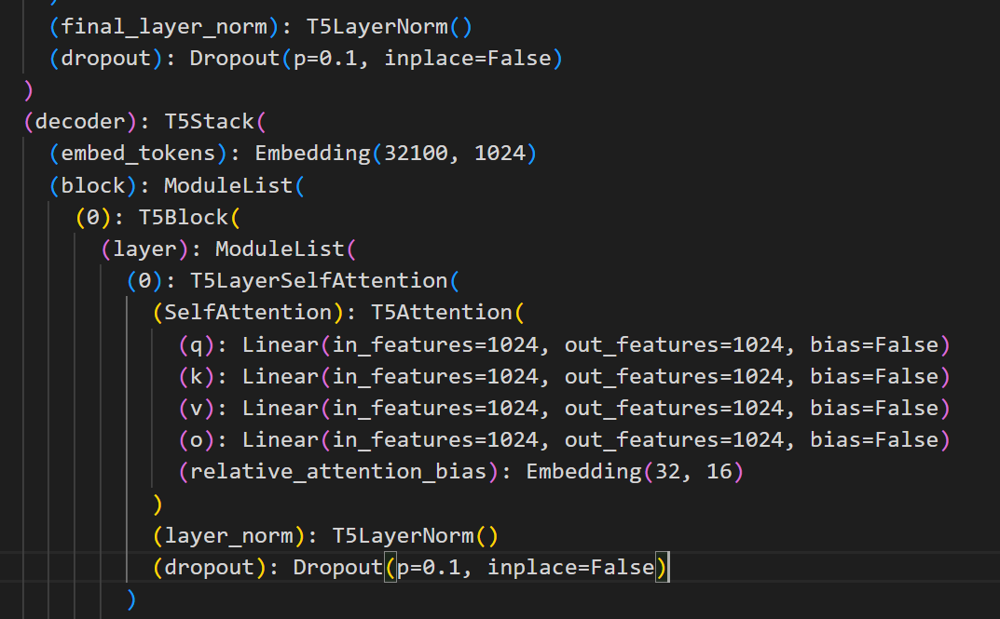 )
(final_layer_norm): T5LayerNorm()
(dropout): Dropout(p=0.1, inplace=False)
)
(decoder): T5Stack(
(embed_tokens): Embedding(32100, 1024)
(block): ModuleList(
(0): T5Block(
(layer): ModuleList(
(0): T5LayerSelfAttention(
(SelfAttention): T5Attention(
(q): Linear(in_features=1024, out_features=1024, bias=False)
(k): Linear(in_features=1024, out_features=1024, bias=False)
(v): Linear(in_features=1024, out_features=1024, bias=False)
(o): Linear(in_features=1024, out_features=1024, bias=False)
(relative_attention_bias): Embedding(32, 16)
)
(layer_norm): T5LayerNorm()
(dropout): Dropout(p=0.1, inplace=False)
)